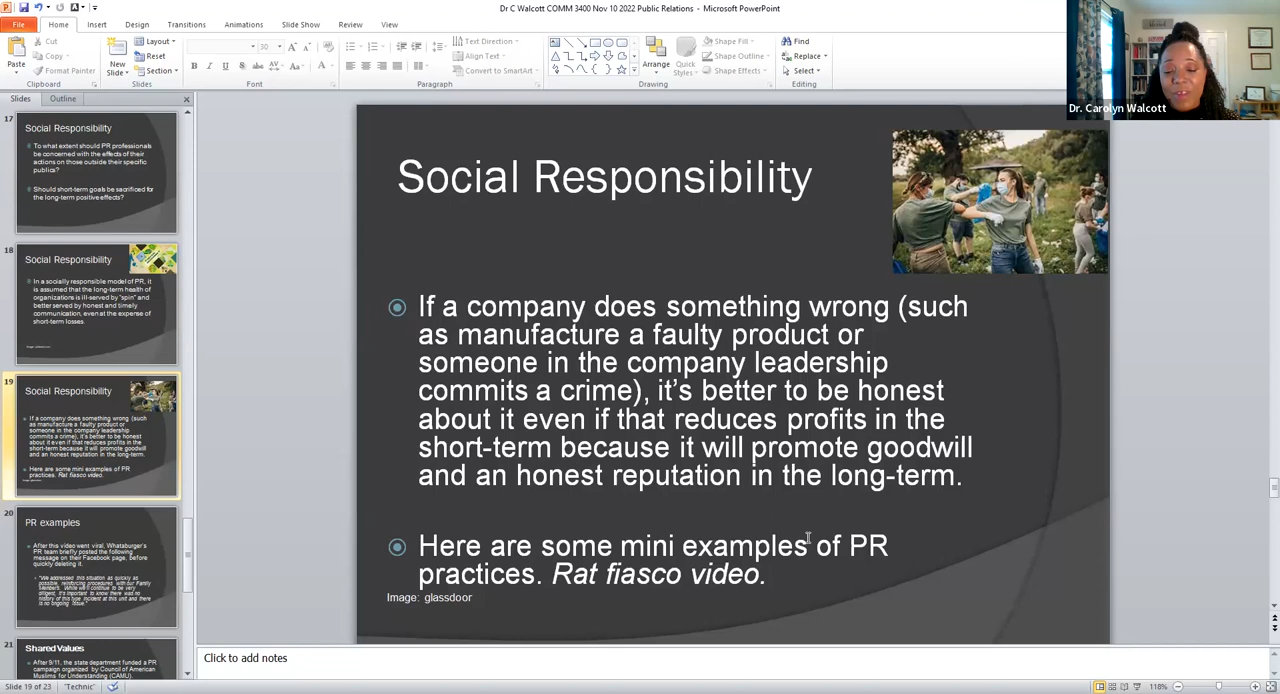 Dr C Walcott COMM 3400 Nov 10 2022 Public Relations - Microsoft PowerPoint
File Home Insert Design Transitions Animations Slide Show Review View
Paste
Cut
Copy
Format Painter
Clipboard
New
Slide
Layout
Reset
Section
Slides
30
Font
Paragraph
Text Direction
Align Text
Convert to SmartArt
Drawing
Arrange
Quick
Styles
Shape Fill
Shape Outline
Shape Effects
Find
Replace
Select
Editing
Dr. Carolyn Walcott
Slides Outline
17
Social Responsibility
To what extent should PR professionals
be concerned with the effects of their
actions on those outside their specific
publics?
Should short-term goals be sacrificed for
the long-term positive effects?
18
Social Responsibility
In a socially responsible model of PR, it
is assumed that the long-term health of
organizations is ill-served by "spin" and
better served by honest and timely
communication, even at the expense of
short-term losses.
19
Social Responsibility
If a company does something wrong (such
as manufacture a faulty product or
someone in the company leadership
commits a crime), it's better to be honest
about it even if that reduces profits in the
short-term because it will promote goodwill
and an honest reputation in the long-term.
Here are some mini examples of PR
practices. Rat fiasco video.
Image: glassdoor
20
PR examples
After this video went viral, Whataburger's
PR team briefly posted the following
message on their Facebook page, before
quickly deleting it.
"We addressed this situation as quickly as
possible, reinforcing procedures with our Family
Members. While we'll continue to be very
diligent, it's important to know there was no
history of this type incident at this unit and there
is no ongoing issue."
21
Shared Values
After 9/11, the state department funded a PR
campaign organized by Council of American
Muslims for Understanding (CAMU).
Social Responsibility
If a company does something wrong (such
as manufacture a faulty product or
someone in the company leadership
commits a crime), it's better to be honest
about it even if that reduces profits in the
short-term because it will promote goodwill
and an honest reputation in the long-term.
Here are some mini examples of PR
practices. Rat fiasco video.
Image: glassdoor
Click to add notes
Slide 19 of 23 "Technic" 118%